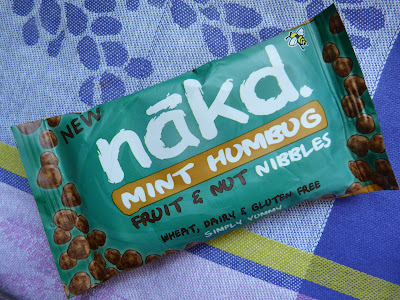 NEW
nākd.
MINT HUMBUG
FRUIT & NUT NIBBLES
WHEAT, DAIRY & GLUTEN FREE
SIMPLY YUMMY